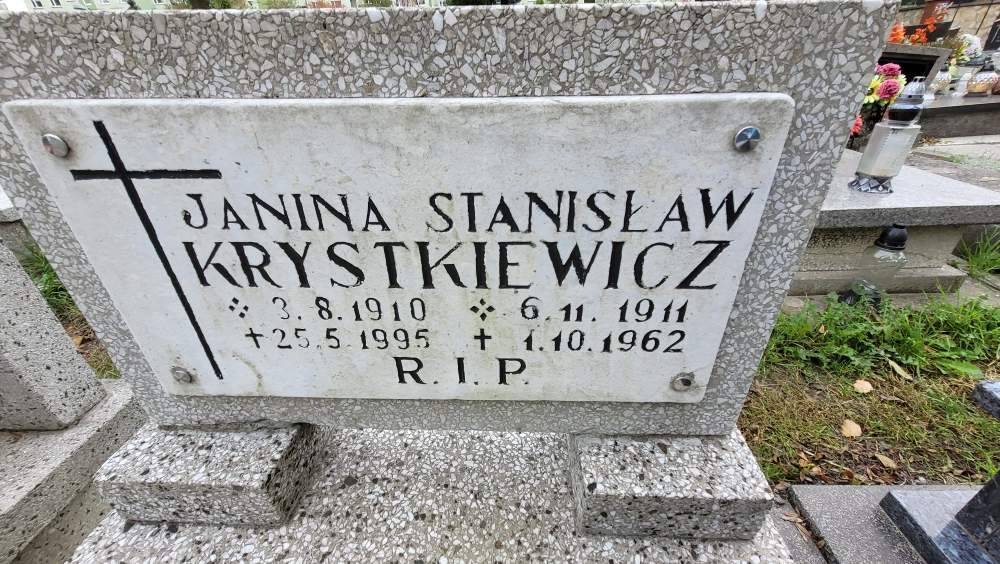 JANINA STANISŁAW
KRYSTKIEWICZ
3.8.1910 6.11.1911
+25.5.1995 + 1.10.1962
R.I.P.